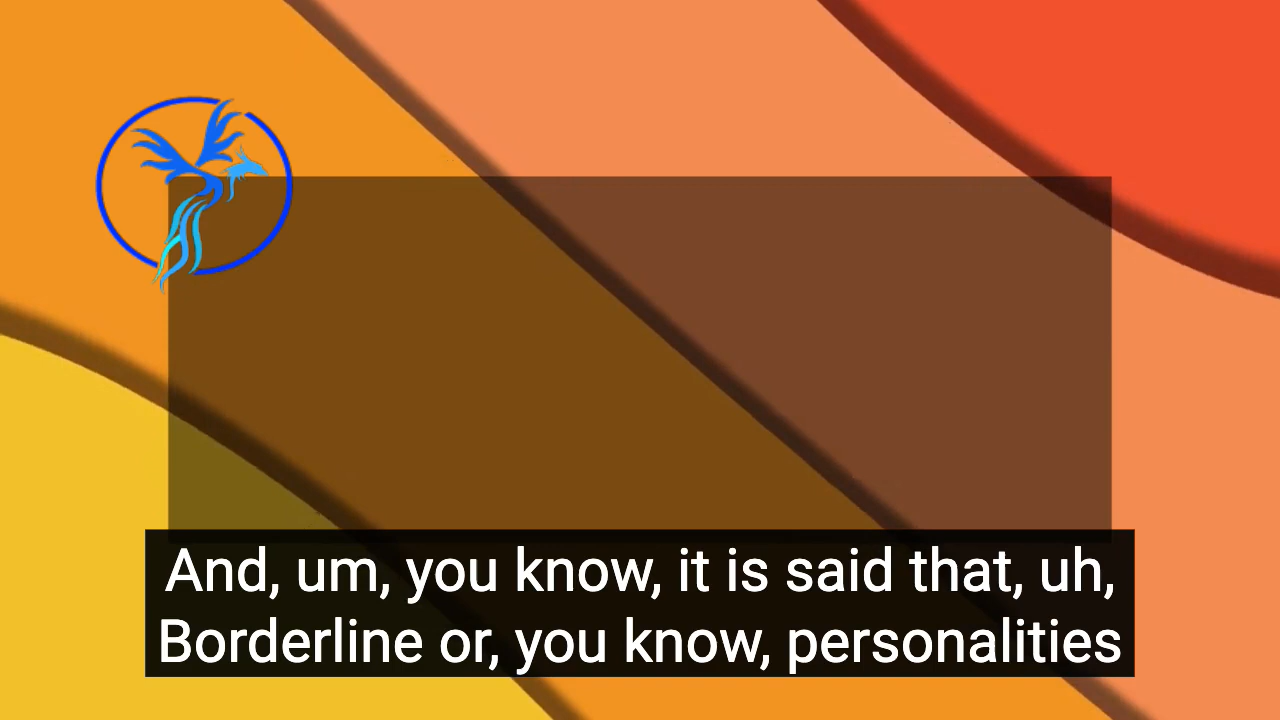 And, um, you know, it is said that, uh,
Borderline or, you know, personalities